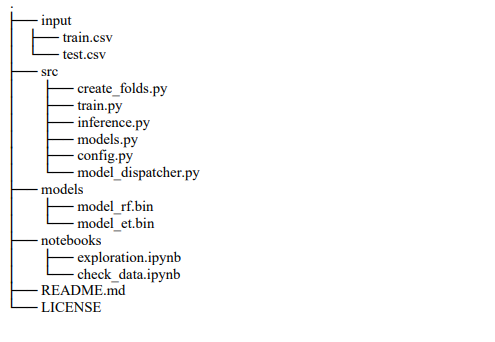 .
input
train.csv
test.csv
src
create_folds.py
train.py
inference.py
models.py
config.py
model_dispatcher.py
models
model_rf.bin
model_et.bin
notebooks
exploration.ipynb
check_data.ipynb
README.md
LICENSE